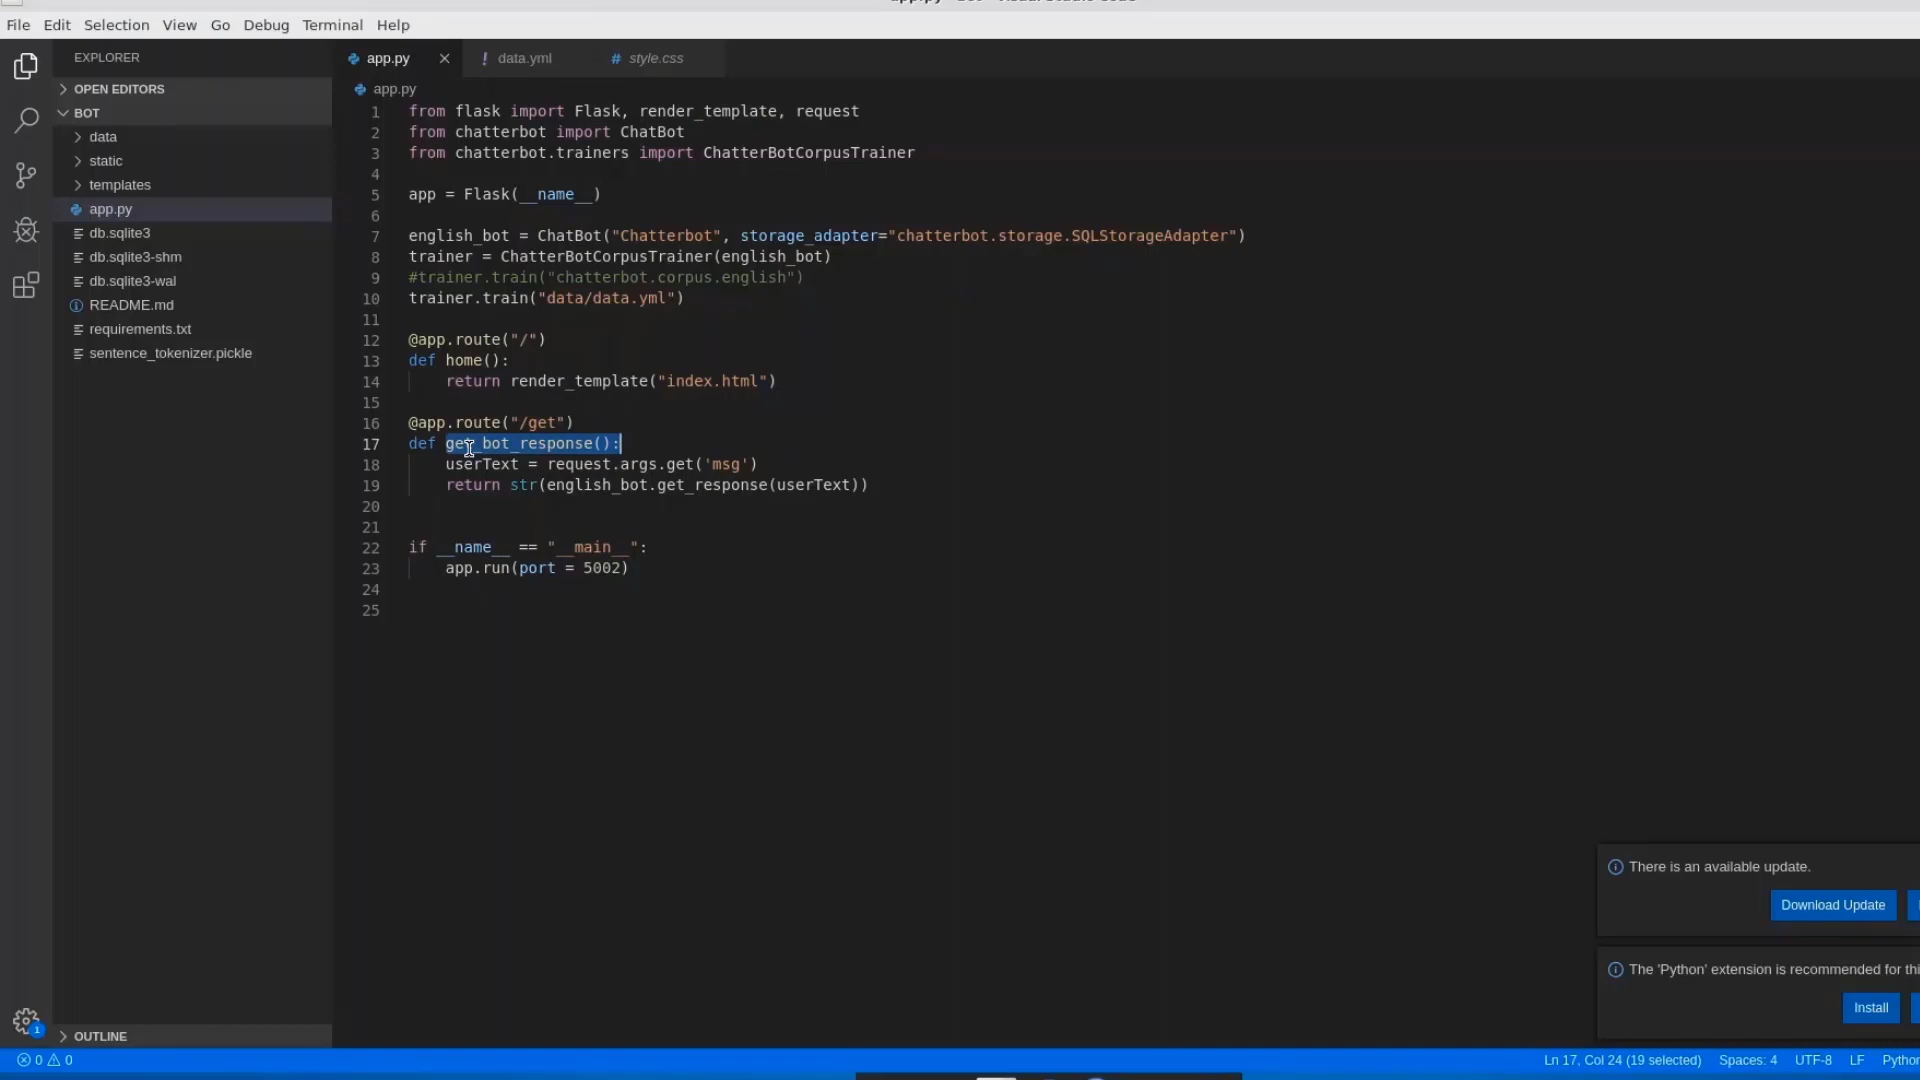 File Edit Selection View Go Debug Terminal Help
EXPLORER
OPEN EDITORS
BOT
data
static
templates
app.py
db.sqlite3
db.sqlite3-shm
db.sqlite3-wal
README.md
requirements.txt
sentence_tokenizer.pickle
OUTLINE
app.py
! data.yml
# style.css
app.py
1 from flask import Flask, render_template, request
2 from chatterbot import ChatBot
3 from chatterbot.trainers import ChatterBotCorpusTrainer
4
5 app = Flask(__name__)
6
7 english_bot = ChatBot("Chatterbot", storage_adapter="chatterbot.storage.SQLStorageAdapter")
8 trainer = ChatterBotCorpusTrainer(english_bot)
9 #trainer.train("chatterbot.corpus.english")
10 trainer.train("data/data.yml")
11
12 @app.route("/")
13 def home():
14 return render_template("index.html")
15
16 @app.route("/get")
17 def get_bot_response():
18 userText = request.args.get('msg')
19 return str(english_bot.get_response(userText))
20
21
22 if __name__ == "__main__":
23 app.run(port = 5002)
24
25
There is an available update.
Download Update
The 'Python' extension is recommended for
Install
1
0 0
Ln 17, Col 24 (19 selected) Spaces: 4 UTF-8 LF Python